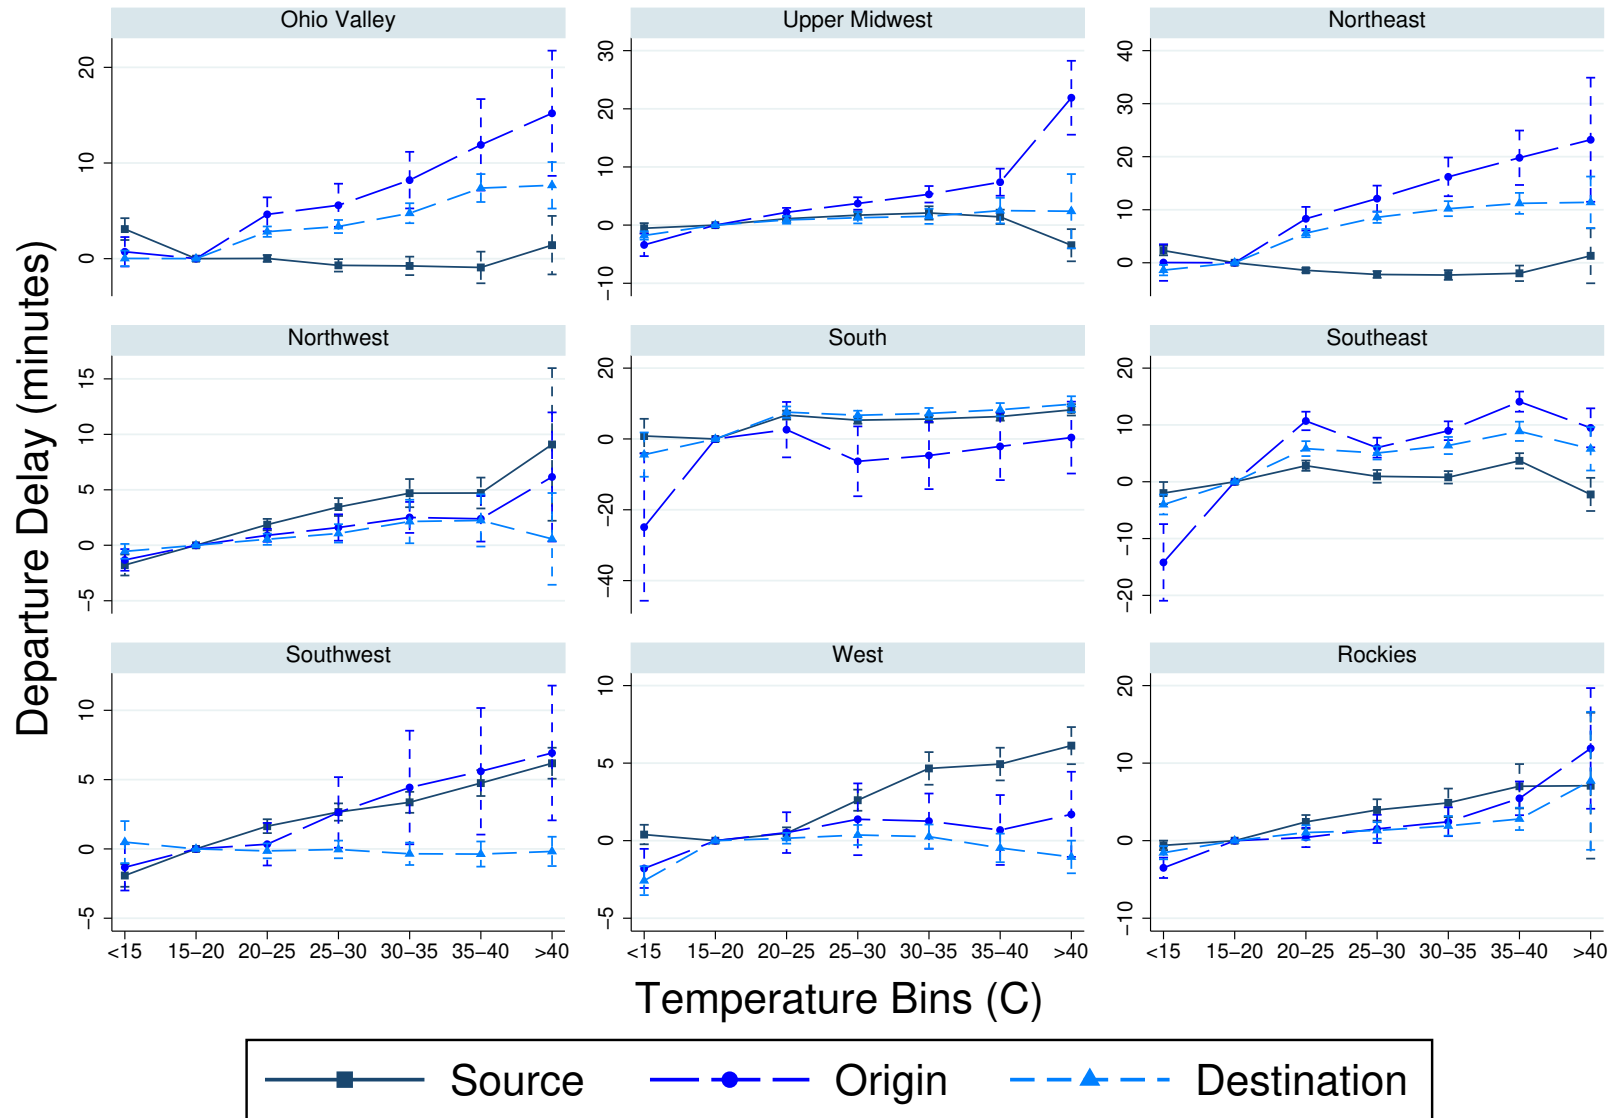 Departure Delay (minutes)
Ohio Valley
Upper Midwest
Northeast
20
10
0
30
20
10
0
−10
40
30
20
10
0
Northwest
South
Southeast
15
10
5
0
−5
20
0
−20
−40
20
10
0
−10
−20
Southwest
West
Rockies
10
5
0
−5
10
5
0
−5
20
10
0
−10
<15 15−20 20−25 25−30 30−35 35−40 >40
<15 15−20 20−25 25−30 30−35 35−40 >40
<15 15−20 20−25 25−30 30−35 35−40 >40
Temperature Bins (C)
Source Origin Destination